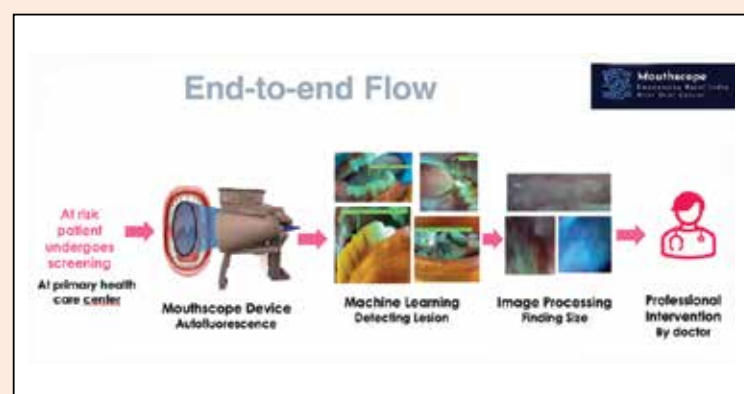 End-to-end Flow
Mouthscope
At risk
patient
undergoes
screening
At primary health
care center
Mouthscope Device
Autofluorescence
Machine Learning
Detecting Lesion
Image Processing
Finding Size
Professional
Intervention
By doctor